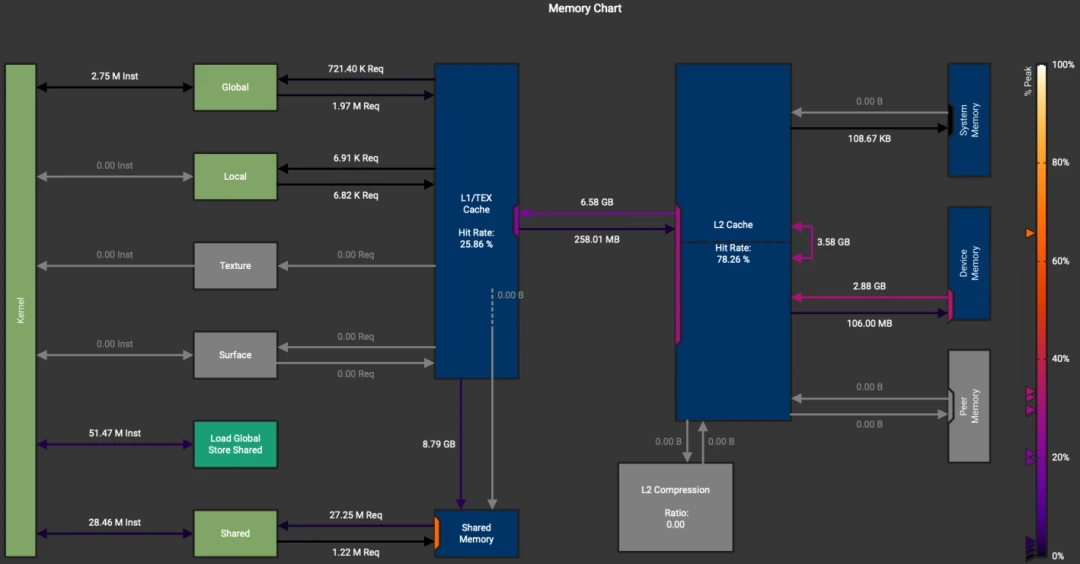 Memory Chart
Kernel
2.75 M Inst
Global
721.40 K Req
1.97 M Req
0.00 Inst
Local
6.91 K Req
6.82 K Req
0.00 Inst
Texture
0.00 Req
0.00 Inst
Surface
0.00 Req
0.00 Req
51.47 M Inst
Load Global
Store Shared
28.46 M Inst
Shared
27.25 M Req
1.22 M Req
L1/TEX
Cache
Hit Rate:
25.86 %
0.00 B
8.79 GB
Shared
Memory
6.58 GB
258.01 MB
L2 Cache
Hit Rate:
78.26 %
3.58 GB
0.00 B
0.00 B
L2 Compression
Ratio:
0.00
0.00 B
108.67 KB
System
Memory
2.88 GB
106.00 MB
Device
Memory
0.00 B
0.00 B
Peer
Memory
% Peak
100%
80%
60%
40%
20%
0%